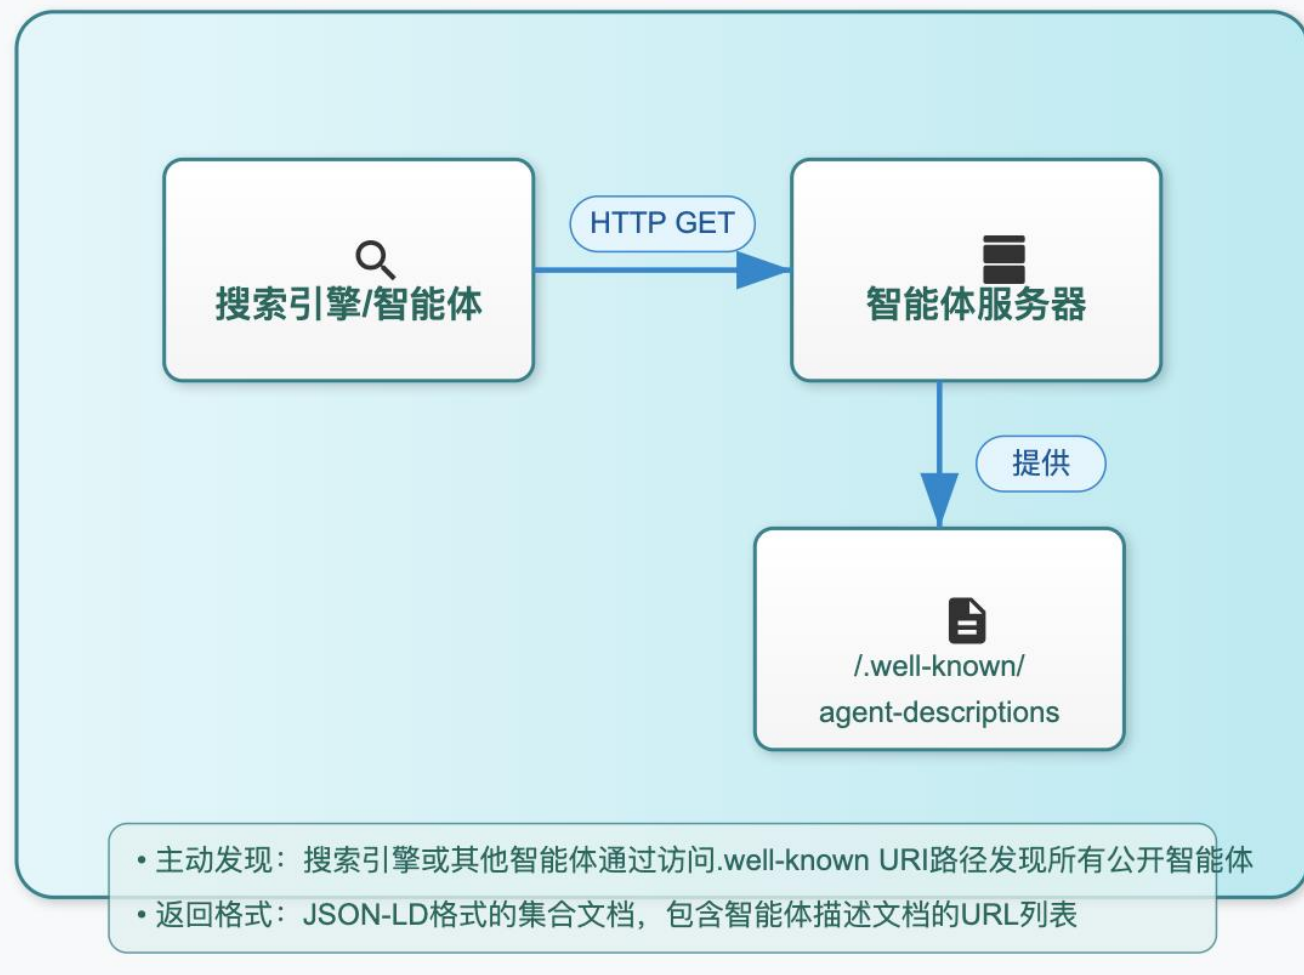 HTTP GET
搜索引擎/智能体
智能体服务器
提供
/.well-known/
agent-descriptions
• 主动发现：搜索引擎或其他智能体通过访问.well-known URI路径发现所有公开智能体
• 返回格式：JSON-LD格式的集合文档，包含智能体描述文档的URL列表